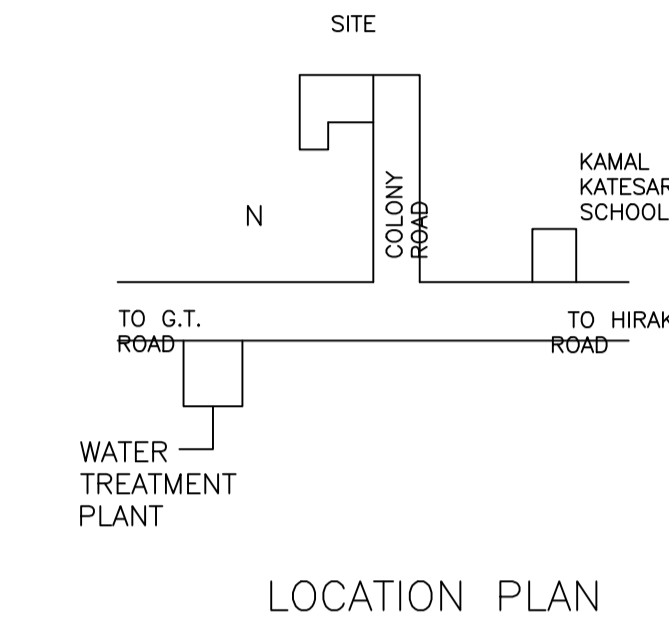 SITE
KAMAL
KATESAR
SCHOOL
COLONY
ROAD
N
TO G.T.
ROAD
TO HIRAK
ROAD
WATER
TREATMENT
PLANT
LOCATION PLAN